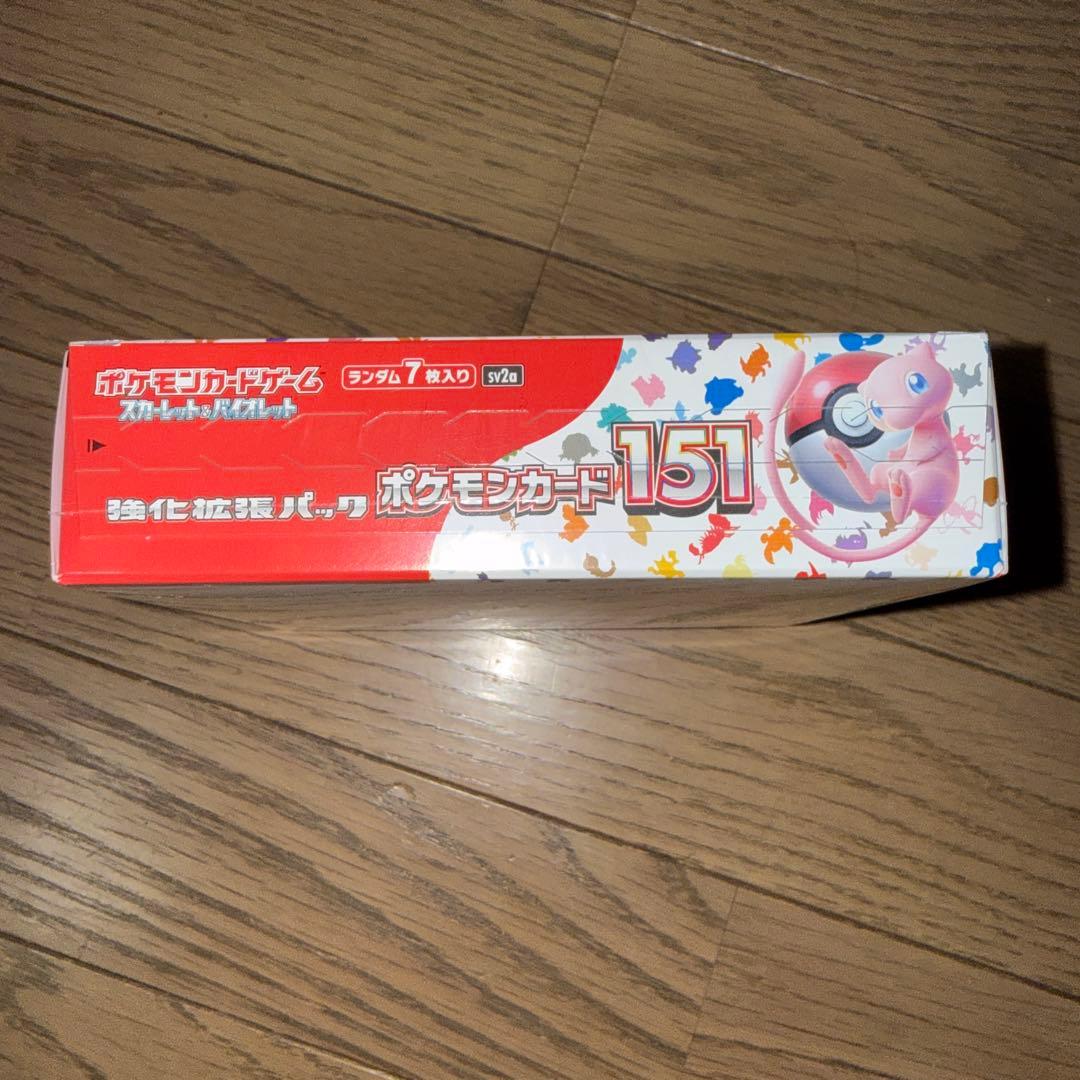 ポケモンカードゲーム
スカーレット&バイオレット
ランダム7枚入り
sv2a
強化拡張パック
ポケモンカード151